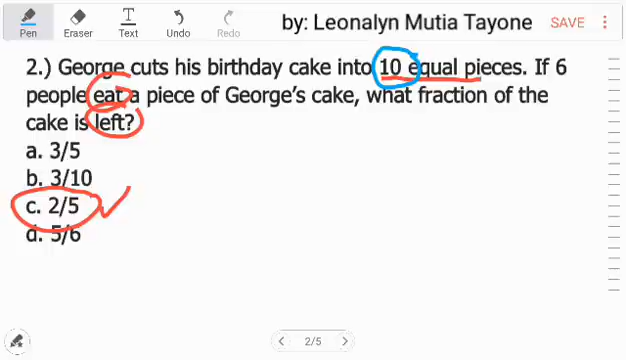 by: Leonalyn Mutia Tayone
SAVE
Pen
Eraser
Text
Undo
Redo
2.) George cuts his birthday cake into 10 equal pieces. If 6
people eat a piece of George's cake, what fraction of the
cake is left?
a. 3/5
b. 3/10
c. 2/5
d. 5/6
2/5